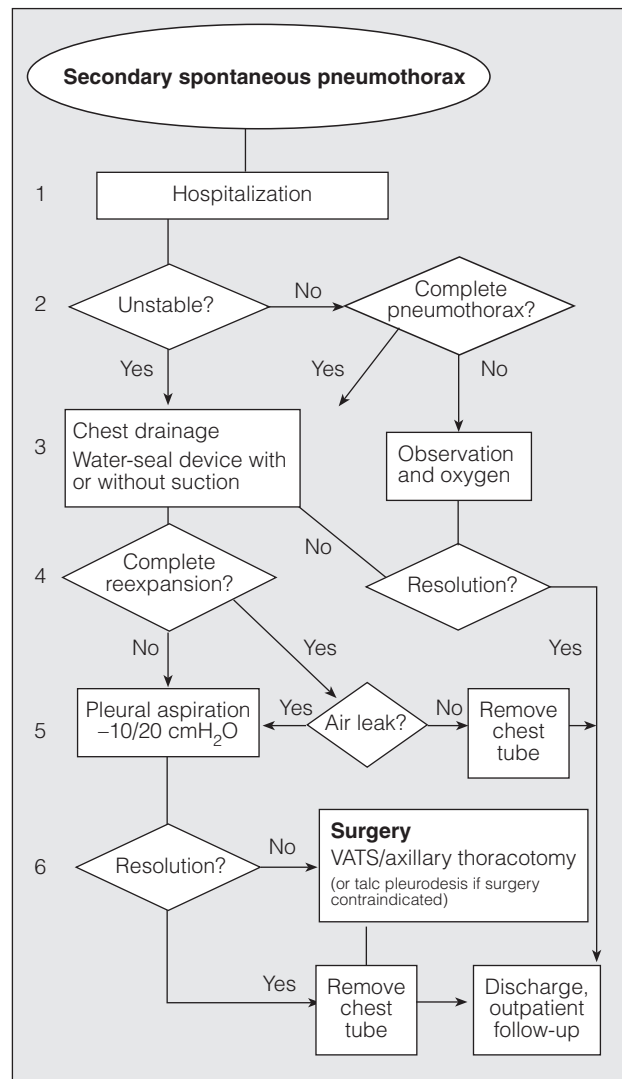 Secondary spontaneous pneumothorax
1
Hospitalization
2
Unstable?
No
Complete
pneumothorax?
Yes
Yes
No
3
Chest drainage
Water-seal device with
or without suction
Observation
and oxygen
No
4
Complete
reexpansion?
Resolution?
No
Yes
Yes
5
Pleural aspiration
–10/20 cmH₂O
Yes
Air leak?
No
Remove
chest
tube
6
Resolution?
No
Surgery
VATS/axillary thoracotomy
(or talc pleurodesis if surgery
contraindicated)
Yes
Remove
chest
tube
Discharge,
outpatient
follow-up